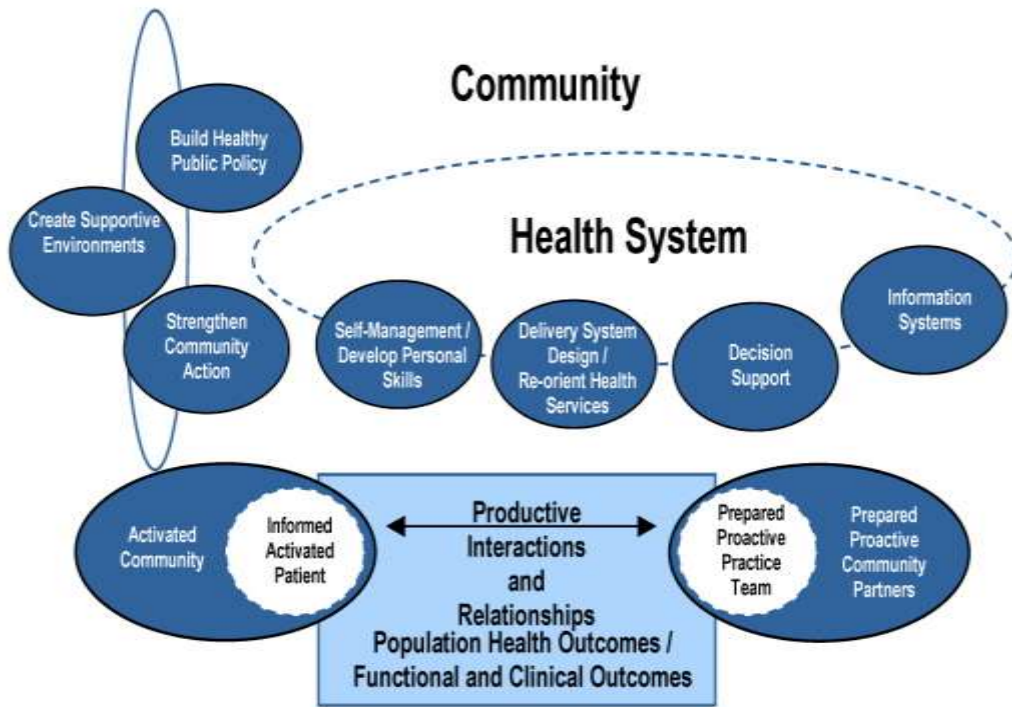 Community
Build Healthy
Public Policy
Create Supportive
Environments
Strengthen
Community
Action
Health System
Self-Management /
Develop Personal
Skills
Delivery System
Design /
Re-orient Health
Services
Decision
Support
Information
Systems
Activated
Community
Informed
Activated
Patient
Productive
Interactions
and
Relationships
Population Health Outcomes /
Functional and Clinical Outcomes
Prepared
Proactive
Practice
Team
Prepared
Proactive
Community
Partners